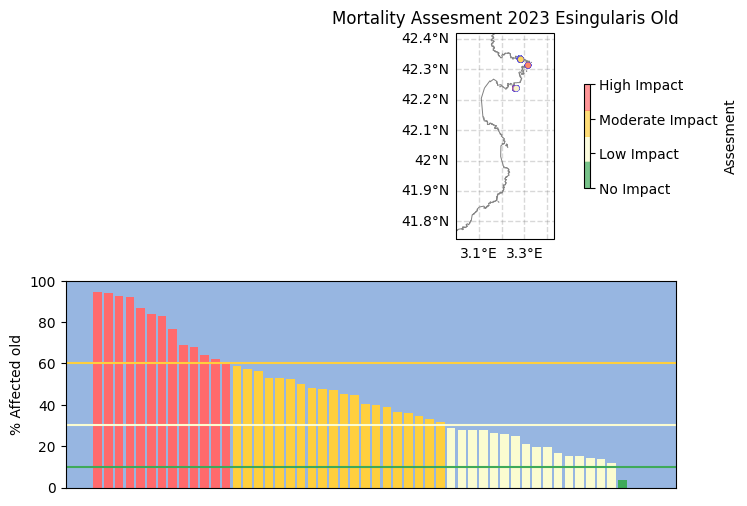 Mortality Assesment 2023 Esingularis Old
42.4°N
42.3°N
42.2°N
42.1°N
42°N
41.9°N
41.8°N
3.1°E 3.3°E
High Impact
Moderate Impact
Low Impact
No Impact
Assesment
% Affected old
100
80
60
40
20
0